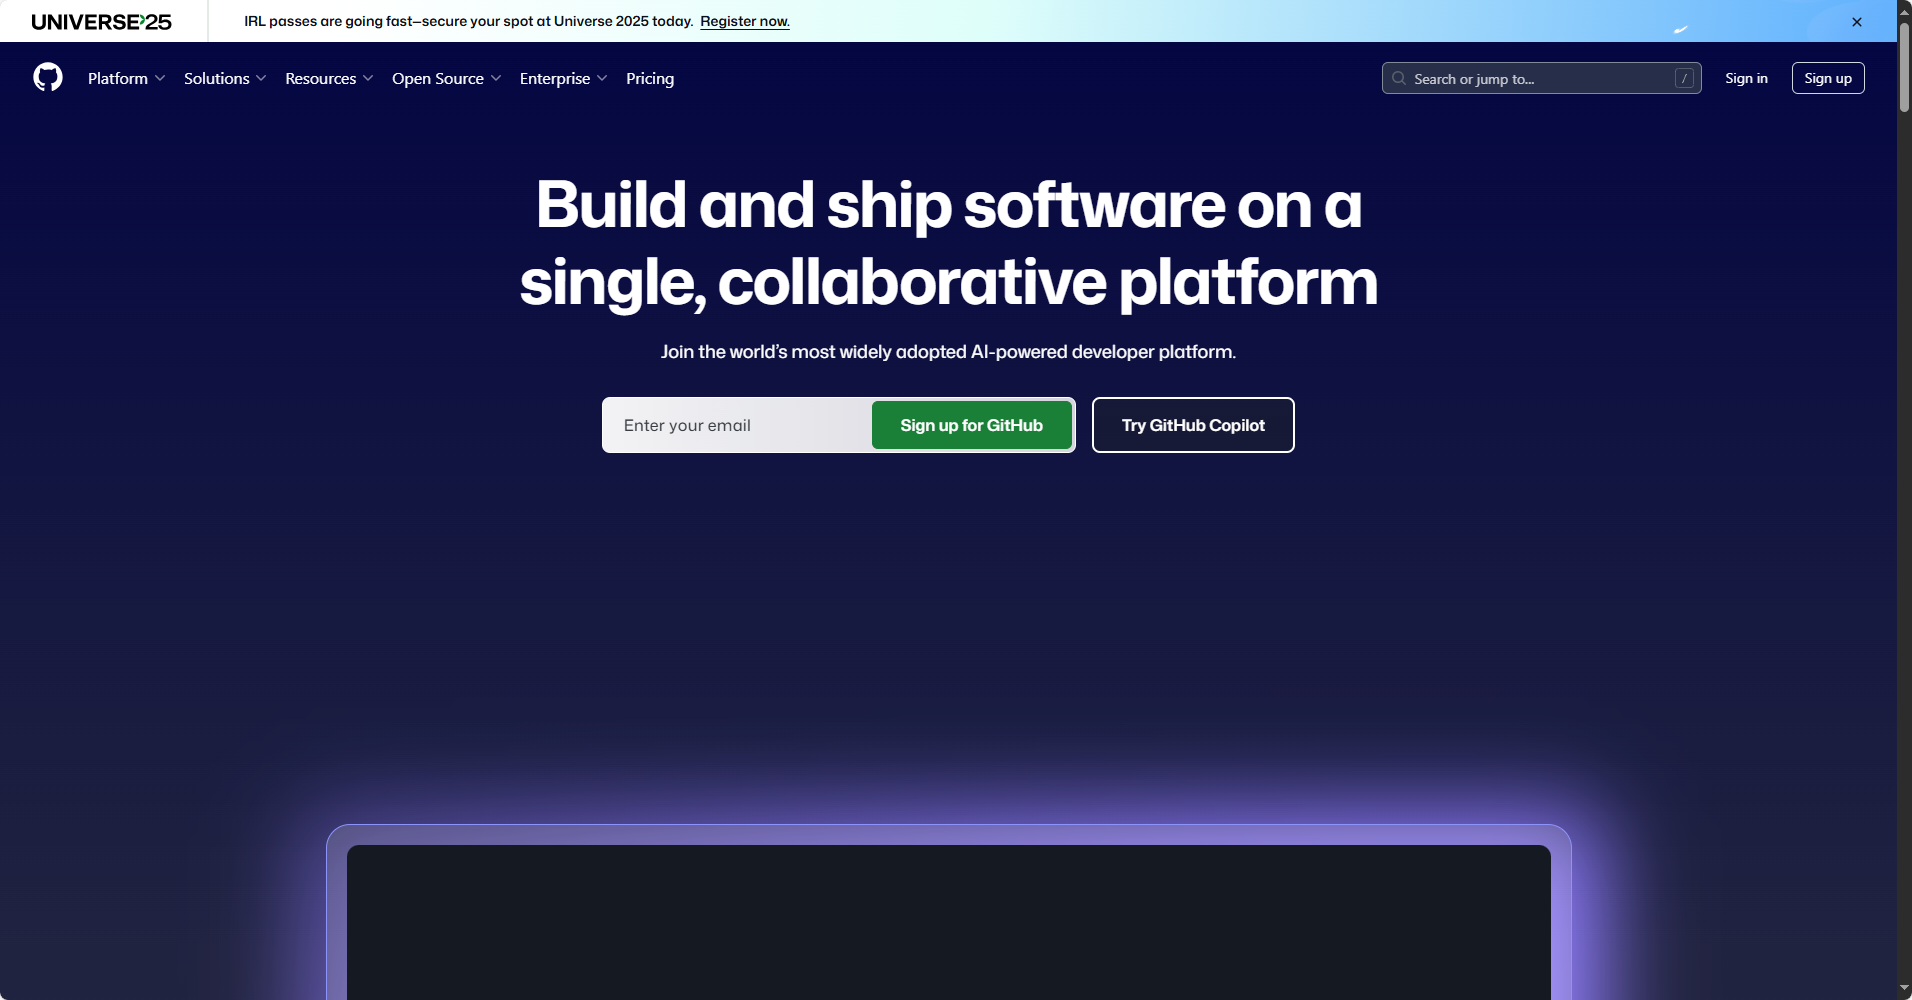 UNIVERSE'25
IRL passes are going fast—secure your spot at Universe 2025 today. Register now.
Platform
Solutions
Resources
Open Source
Enterprise
Pricing
Search or jump to...
/
Sign in
Sign up
Build and ship software on a
single, collaborative platform
Join the world’s most widely adopted AI-powered developer platform.
Enter your email
Sign up for GitHub
Try GitHub Copilot